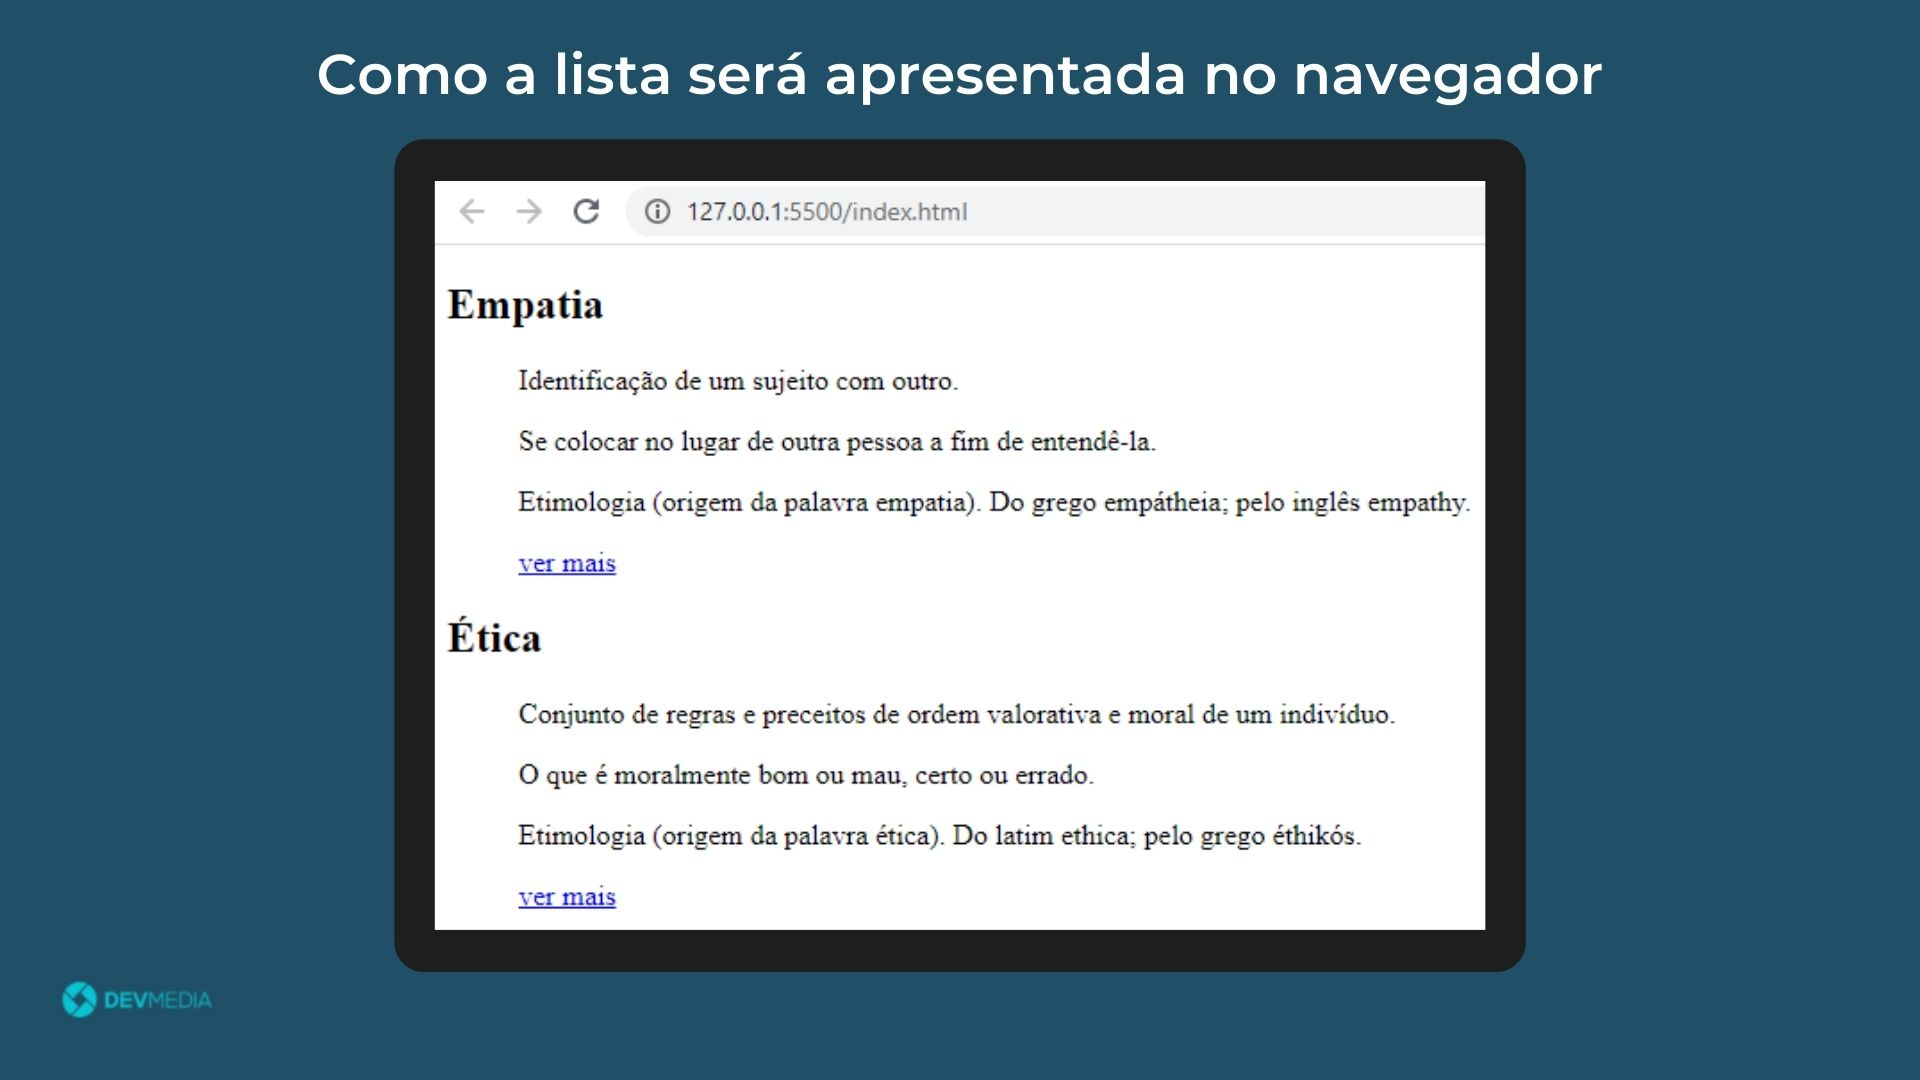 Como a lista será apresentada no navegador
127.0.0.1:5500/index.html
Empatia
Identificação de um sujeito com outro.
Se colocar no lugar de outra pessoa a fim de entendê-la.
Etimologia (origem da palavra empatia). Do grego empátheia; pelo inglês empathy.
ver mais
Ética
Conjunto de regras e preceitos de ordem valorativa e moral de um indivíduo.
O que é moralmente bom ou mau, certo ou errado.
Etimologia (origem da palavra ética). Do latim ethica; pelo grego éthikós.
ver mais
DEVMEDIA